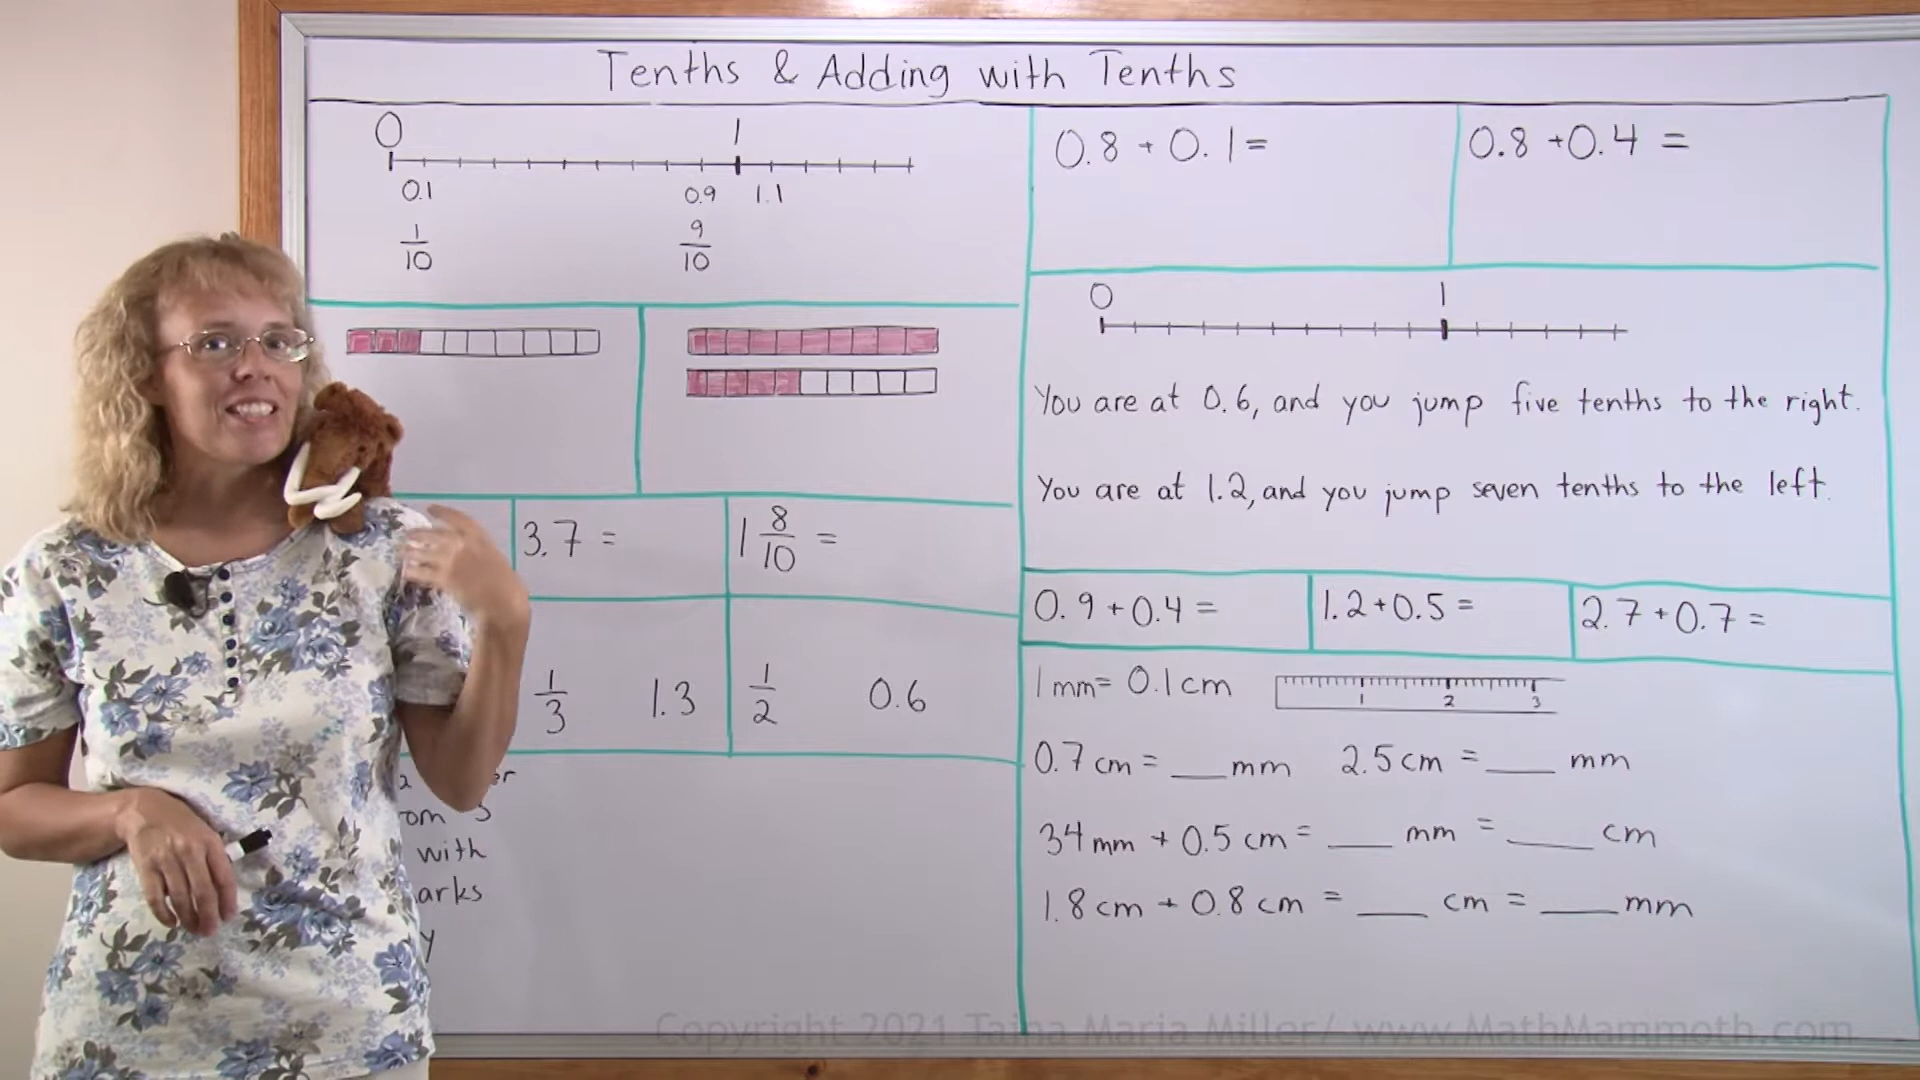 Tenths & Adding with Tenths
0 1
0.1 0.9 1.1
1/10 9/10
3.7 =
1 8/10 =
1/3 1.3
1/2 0.6
with
0.8 + 0.1 =
0.8 + 0.4 =
0 1
You are at 0.6, and you jump five tenths to the right.
You are at 1.2, and you jump seven tenths to the left.
0.9 + 0.4 =
1.2 + 0.5 =
2.7 + 0.7 =
1 mm = 0.1 cm
1 2 3
0.7 cm = ___ mm 2.5 cm = ___ mm
34 mm + 0.5 cm = ___ mm = ___ cm
1.8 cm + 0.8 cm = ___ cm = ___ mm
Copyright 2021 Taina Maria Miller/ www.MathMammoth.com